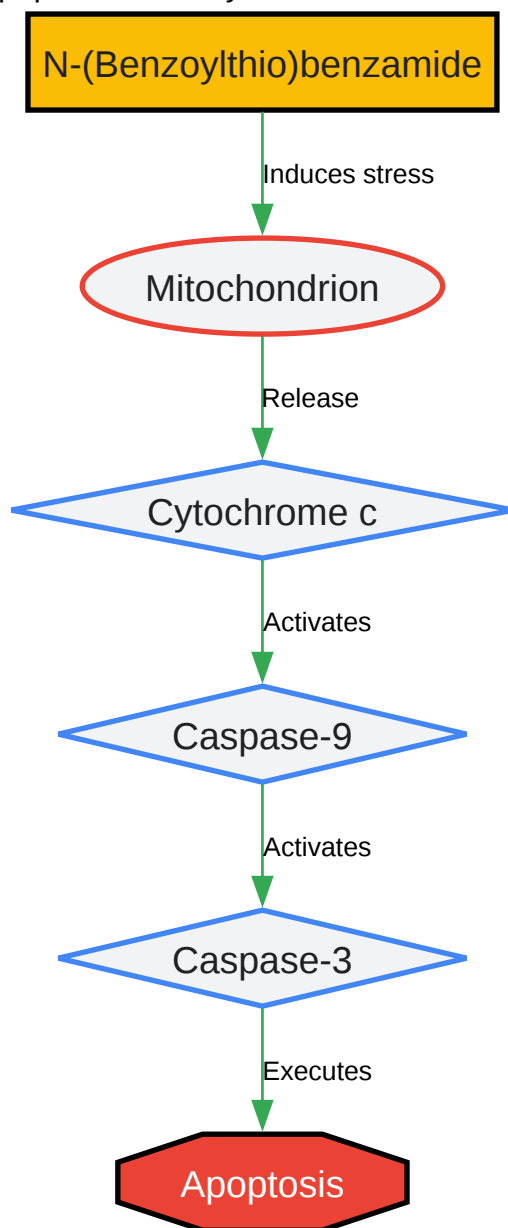 N-(Benzoylthio)benzamide
Induces stress
Mitochondrion
Release
Cytochrome c
Activates
Caspase-9
Activates
Caspase-3
Executes
Apoptosis